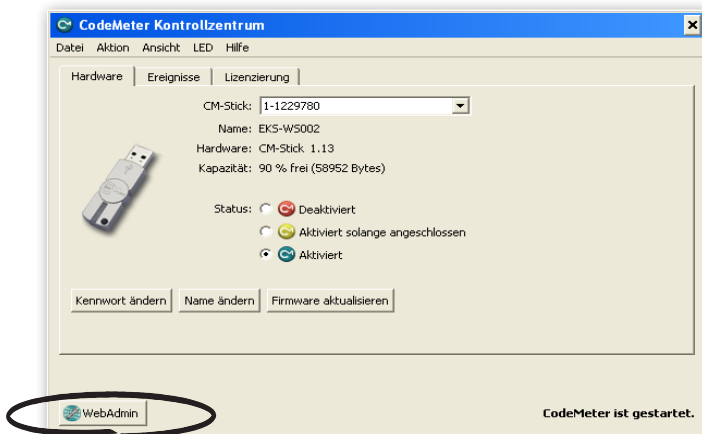 CodeMeter Kontrollzentrum
Datei Aktion Ansicht LED Hilfe
Hardware Ereignisse Lizenzierung
CM-Stick: 1-1229780
Name: EKS-WS002
Hardware: CM-Stick 1.13
Kapazität: 90 % frei (58952 Bytes)
Status: Deaktiviert
Aktiviert solange angeschlossen
Aktiviert
Kennwort ändern Name ändern Firmware aktualisieren
WebAdmin CodeMeter ist gestartet.